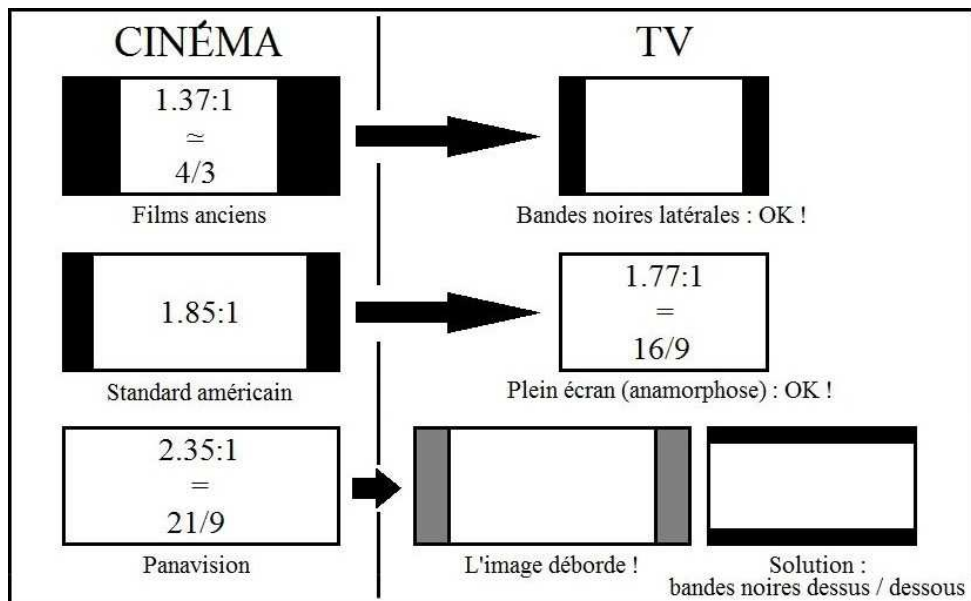 CINÉMA
TV
1.37:1
≃
4/3
Films anciens
Bandes noires latérales : OK !
1.85:1
Standard américain
1.77:1
=
16/9
Plein écran (anamorphose) : OK !
2.35:1
=
21/9
Panavision
L'image déborde !
Solution :
bandes noires dessus / dessous